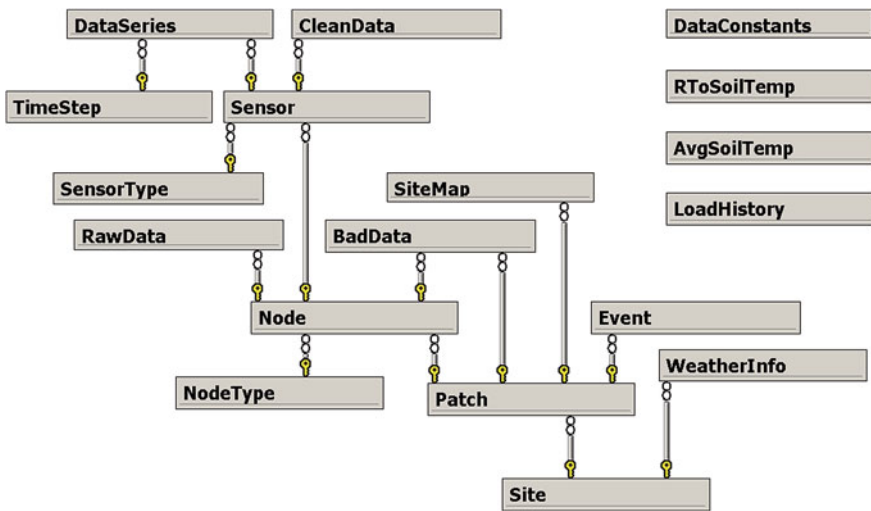 DataSeries
CleanData
DataConstants
TimeStep
Sensor
RToSoilTemp
SensorType
SiteMap
AvgSoilTemp
RawData
BadData
LoadHistory
Node
Event
NodeType
Patch
WeatherInfo
Site